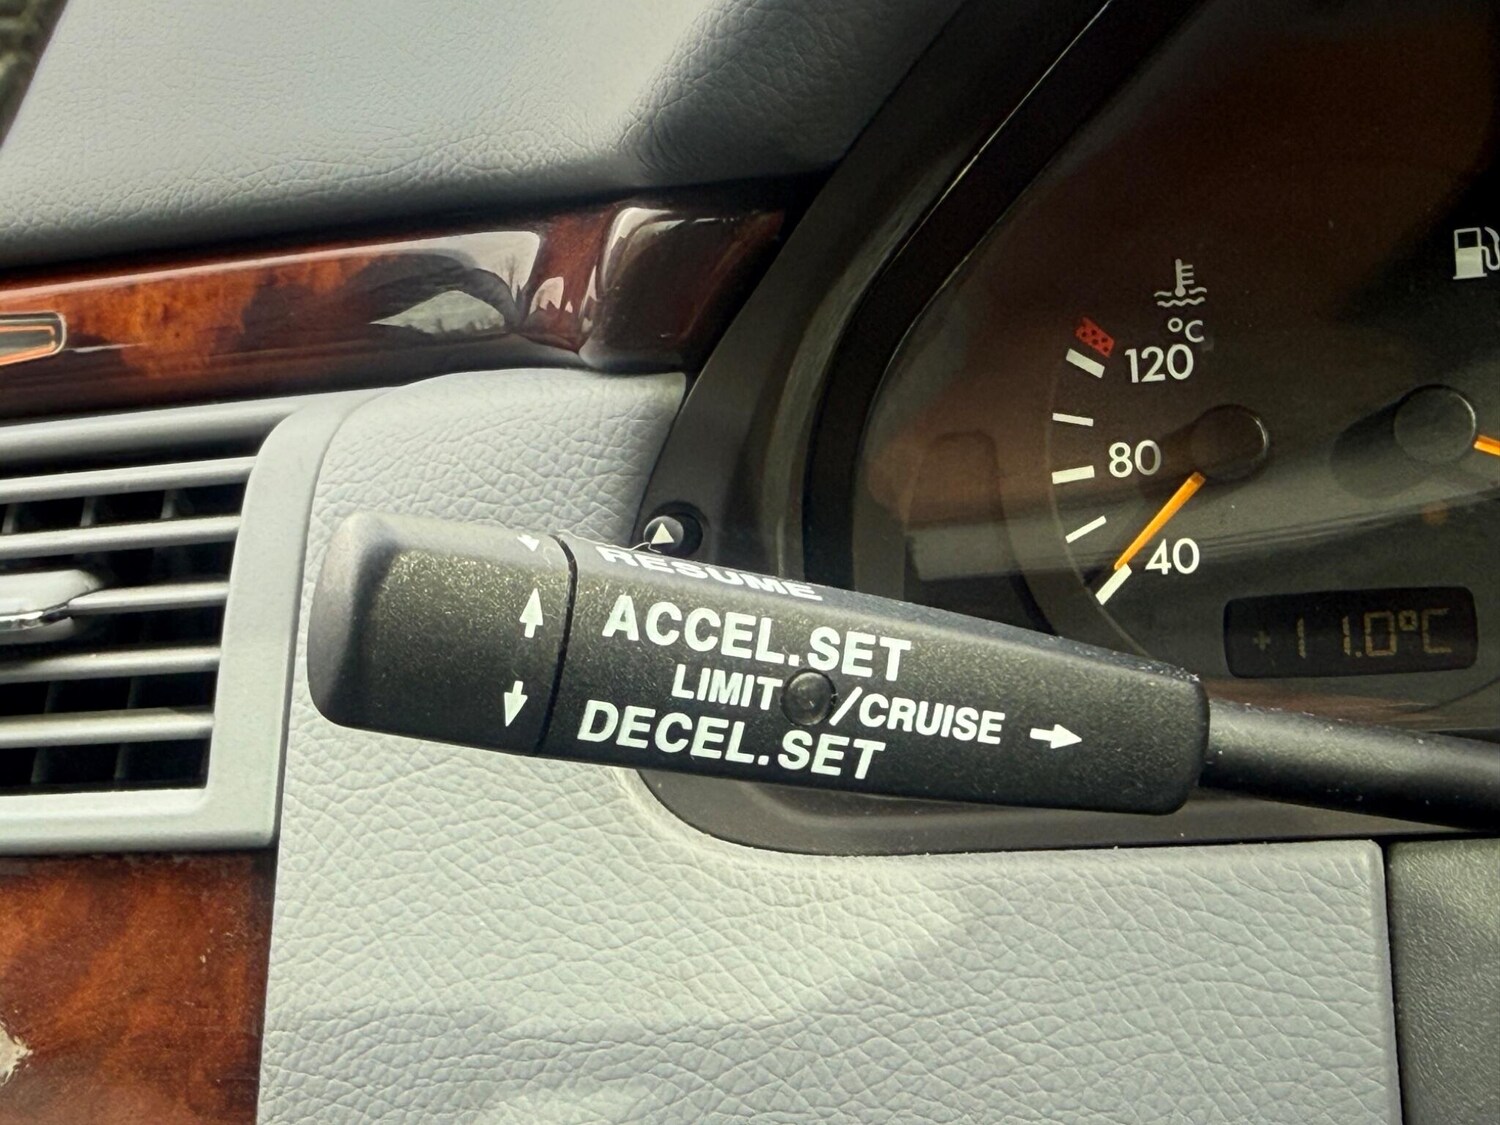 °C
120
80
40
+11.0°C
RESUME
ACCEL.SET
LIMIT /CRUISE
DECEL.SET